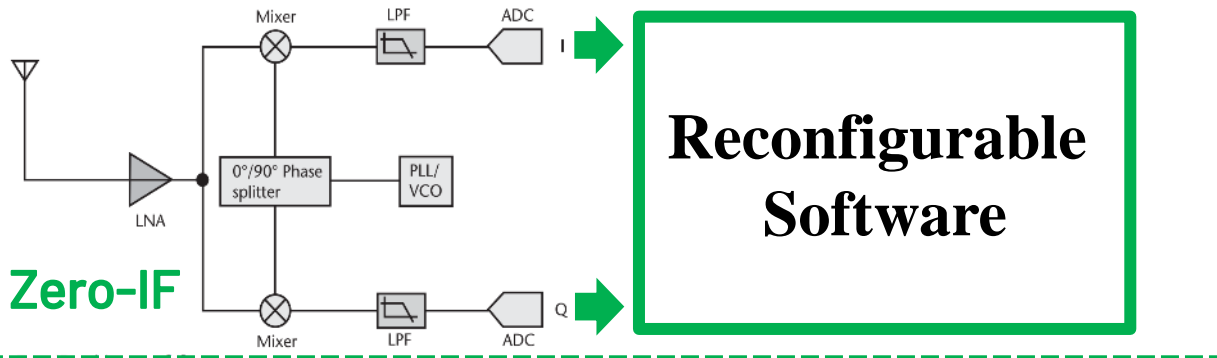 Mixer
LPF
ADC
I
Reconfigurable
Software
0°/90° Phase
splitter
PLL/
VCO
LNA
Zero-IF
Q
Mixer
LPF
ADC